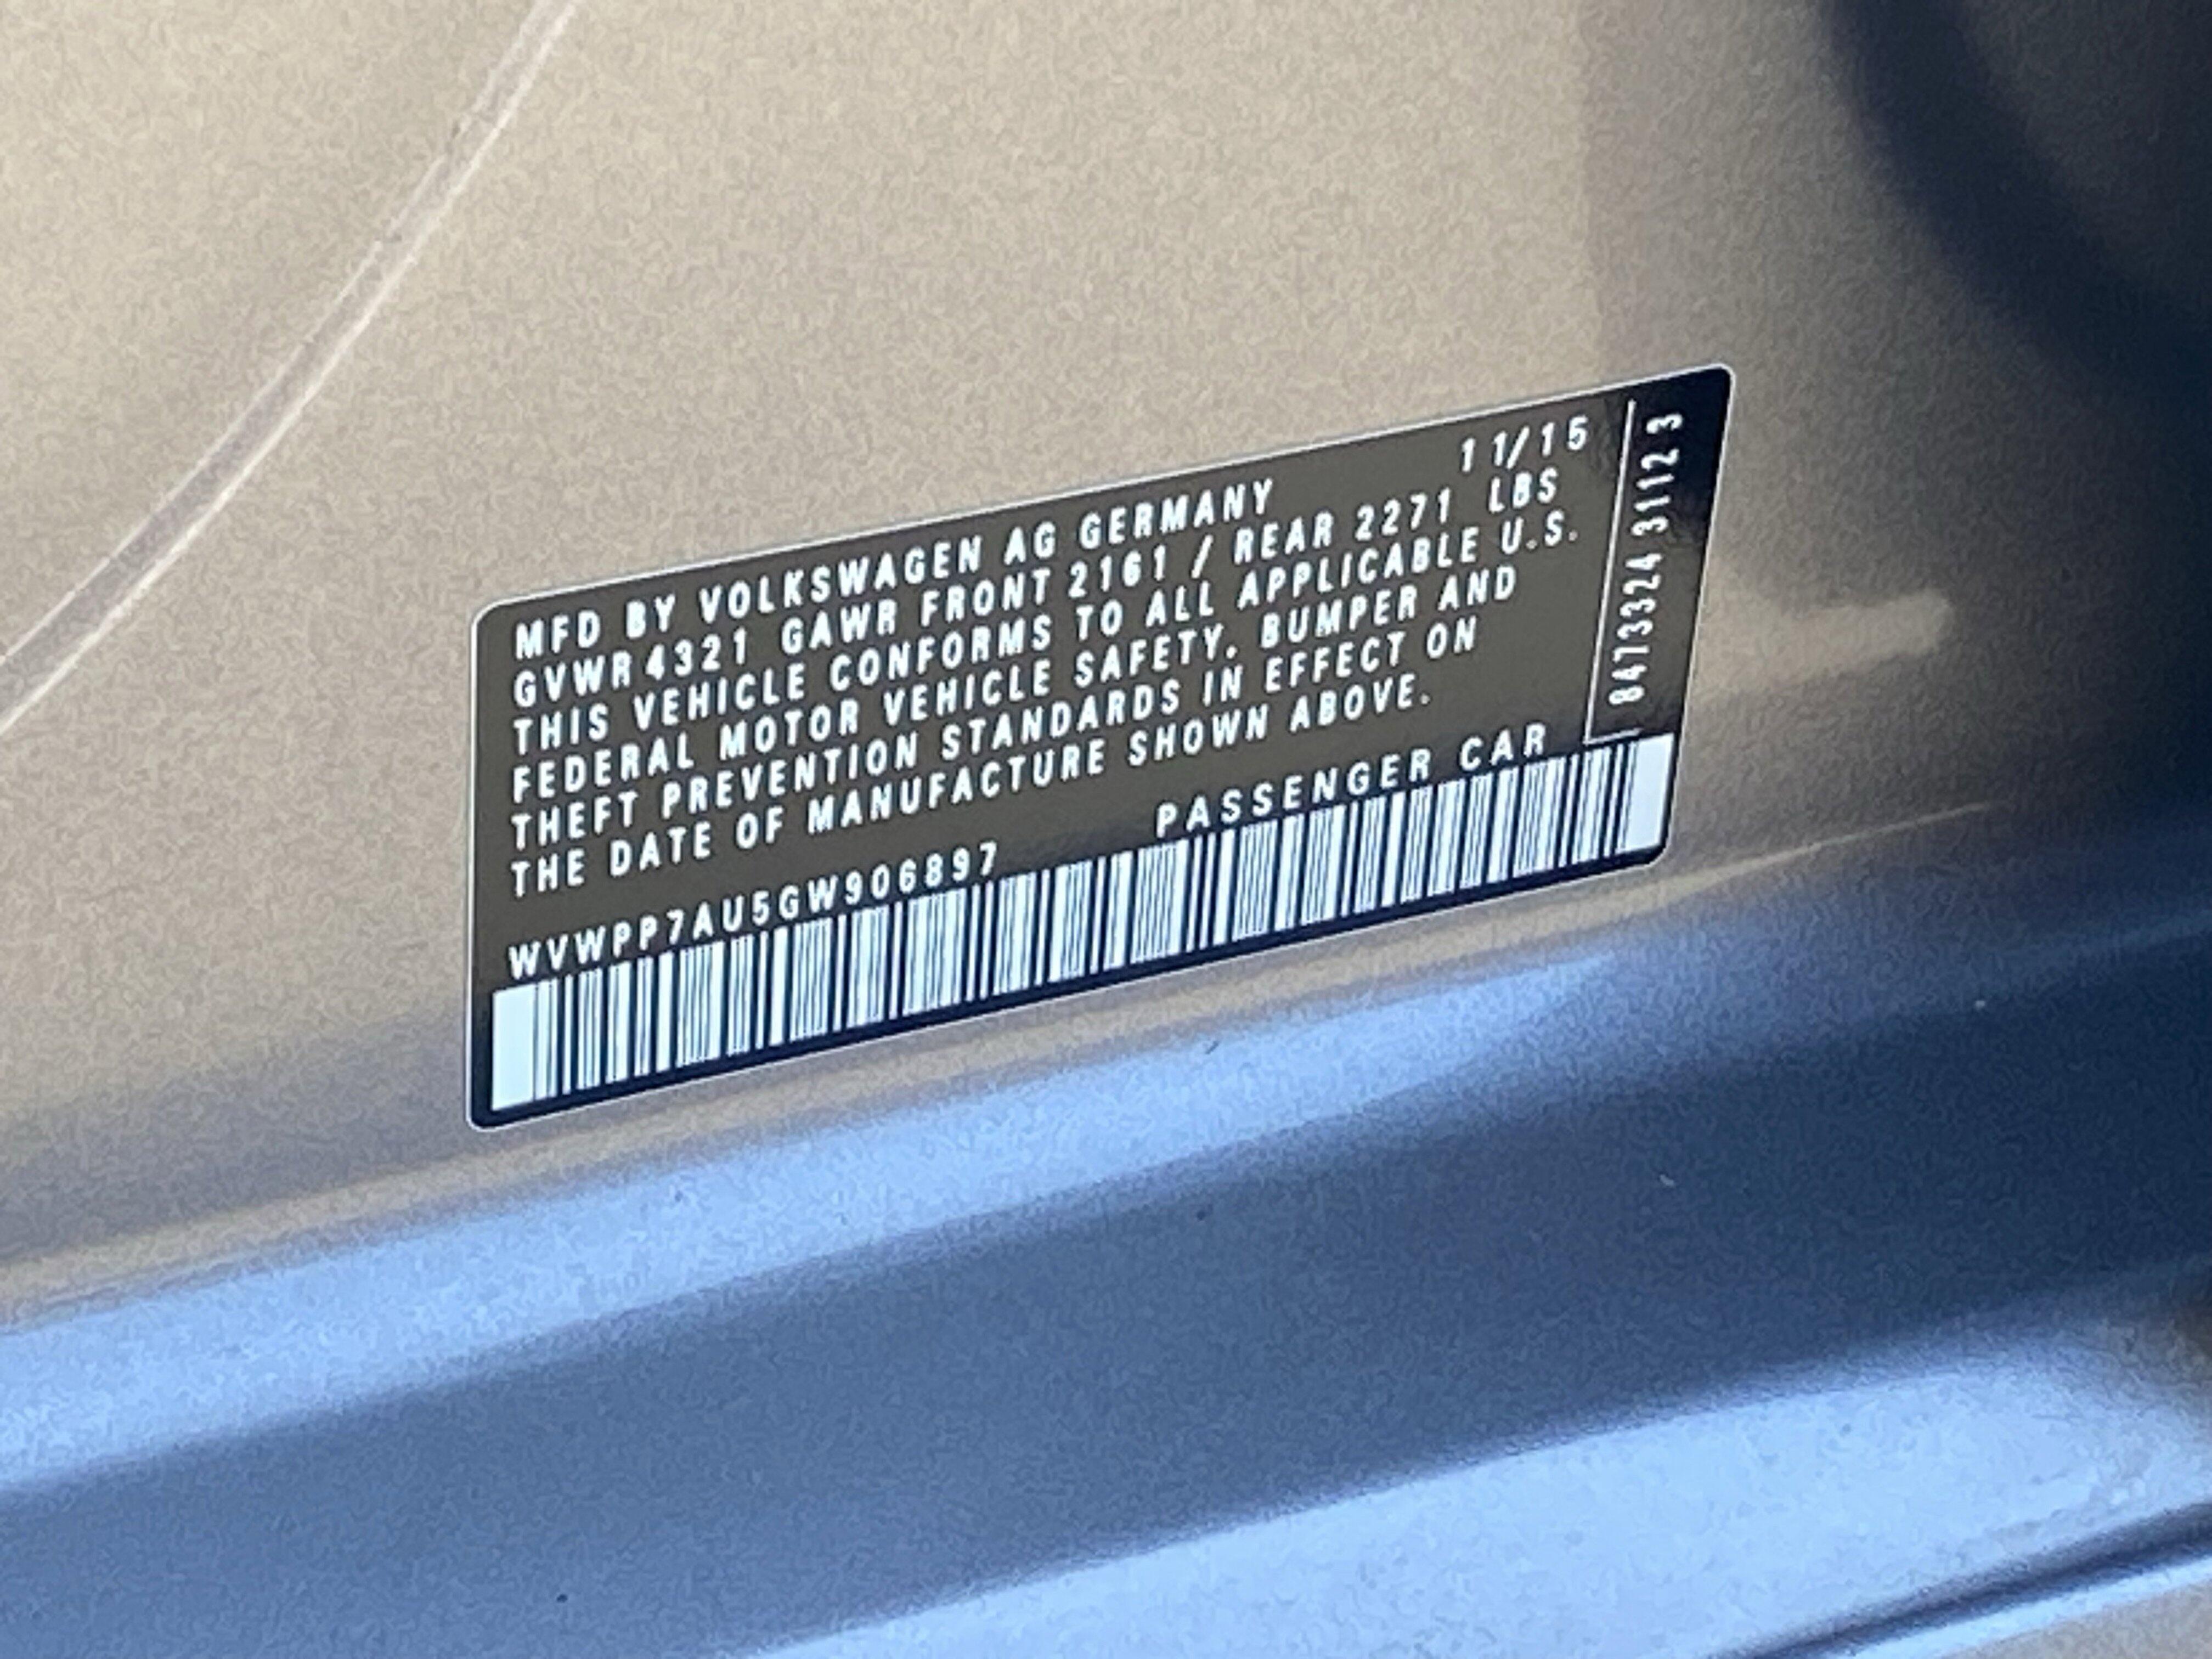 MFD BY VOLKSWAGEN AG GERMANY 11/15
GVWR 4321 GAWR FRONT 2161 / REAR 2271 LBS
THIS VEHICLE CONFORMS TO ALL APPLICABLE U.S.
FEDERAL MOTOR VEHICLE SAFETY, BUMPER AND
THEFT PREVENTION STANDARDS IN EFFECT ON
THE DATE OF MANUFACTURE SHOWN ABOVE.
WVWPP7AU5GW906897 PASSENGER CAR
8473324 3112 3